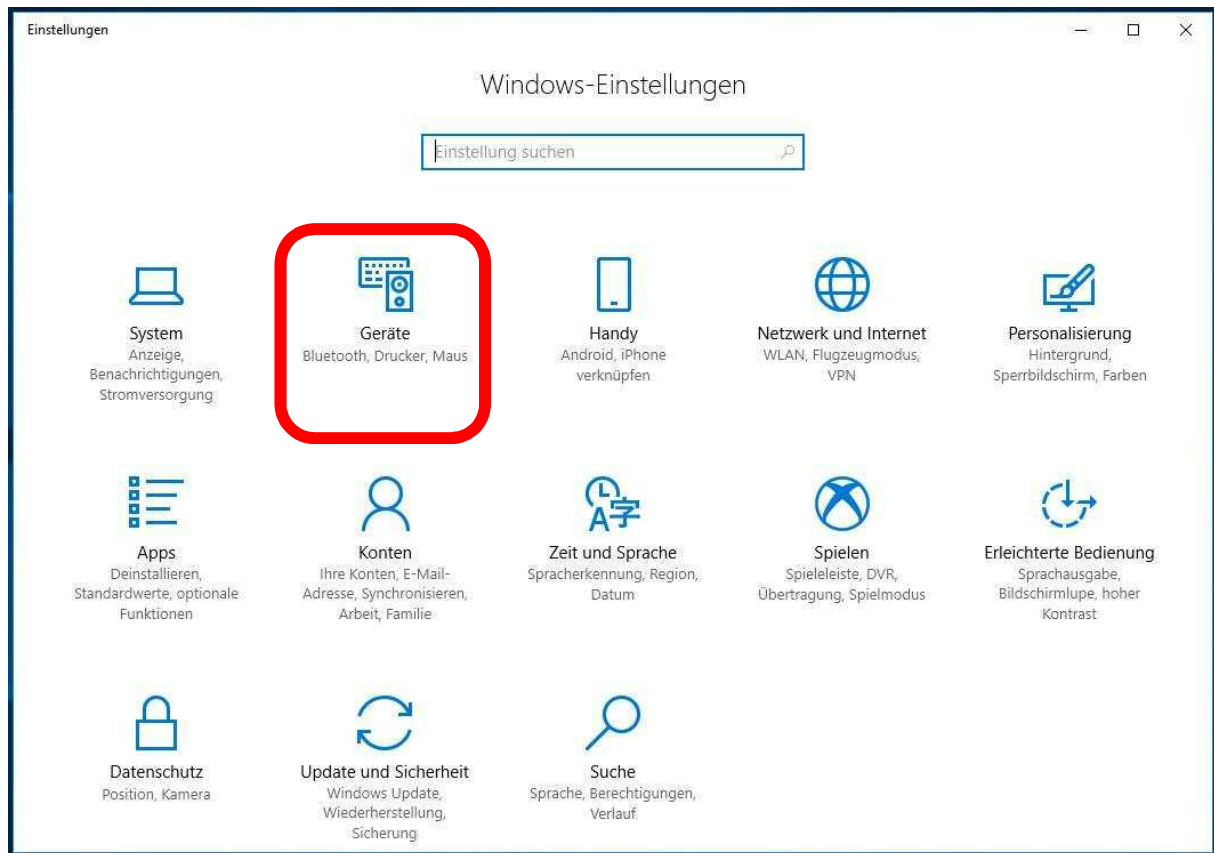 Einstellungen
Windows-Einstellungen
Einstellung suchen
System
Anzeige,
Benachrichtigungen,
Stromversorgung
Geräte
Bluetooth, Drucker, Maus
Handy
Android, iPhone
verknüpfen
Netzwerk und Internet
WLAN, Flugzeugmodus,
VPN
Personalisierung
Hintergrund,
Sperrbildschirm, Farben
Apps
Deinstallieren,
Standardwerte, optionale
Funktionen
Konten
Ihre Konten, E-Mail-
Adresse, Synchronisieren,
Arbeit, Familie
Zeit und Sprache
Spracherkennung, Region,
Datum
Spielen
Spieleleiste, DVR,
Übertragung, Spielmodus
Erleichterte Bedienung
Sprachausgabe,
Bildschirmlupe, hoher
Kontrast
Datenschutz
Position, Kamera
Update und Sicherheit
Windows Update,
Wiederherstellung,
Sicherung
Suche
Sprache, Berechtigungen,
Verlauf